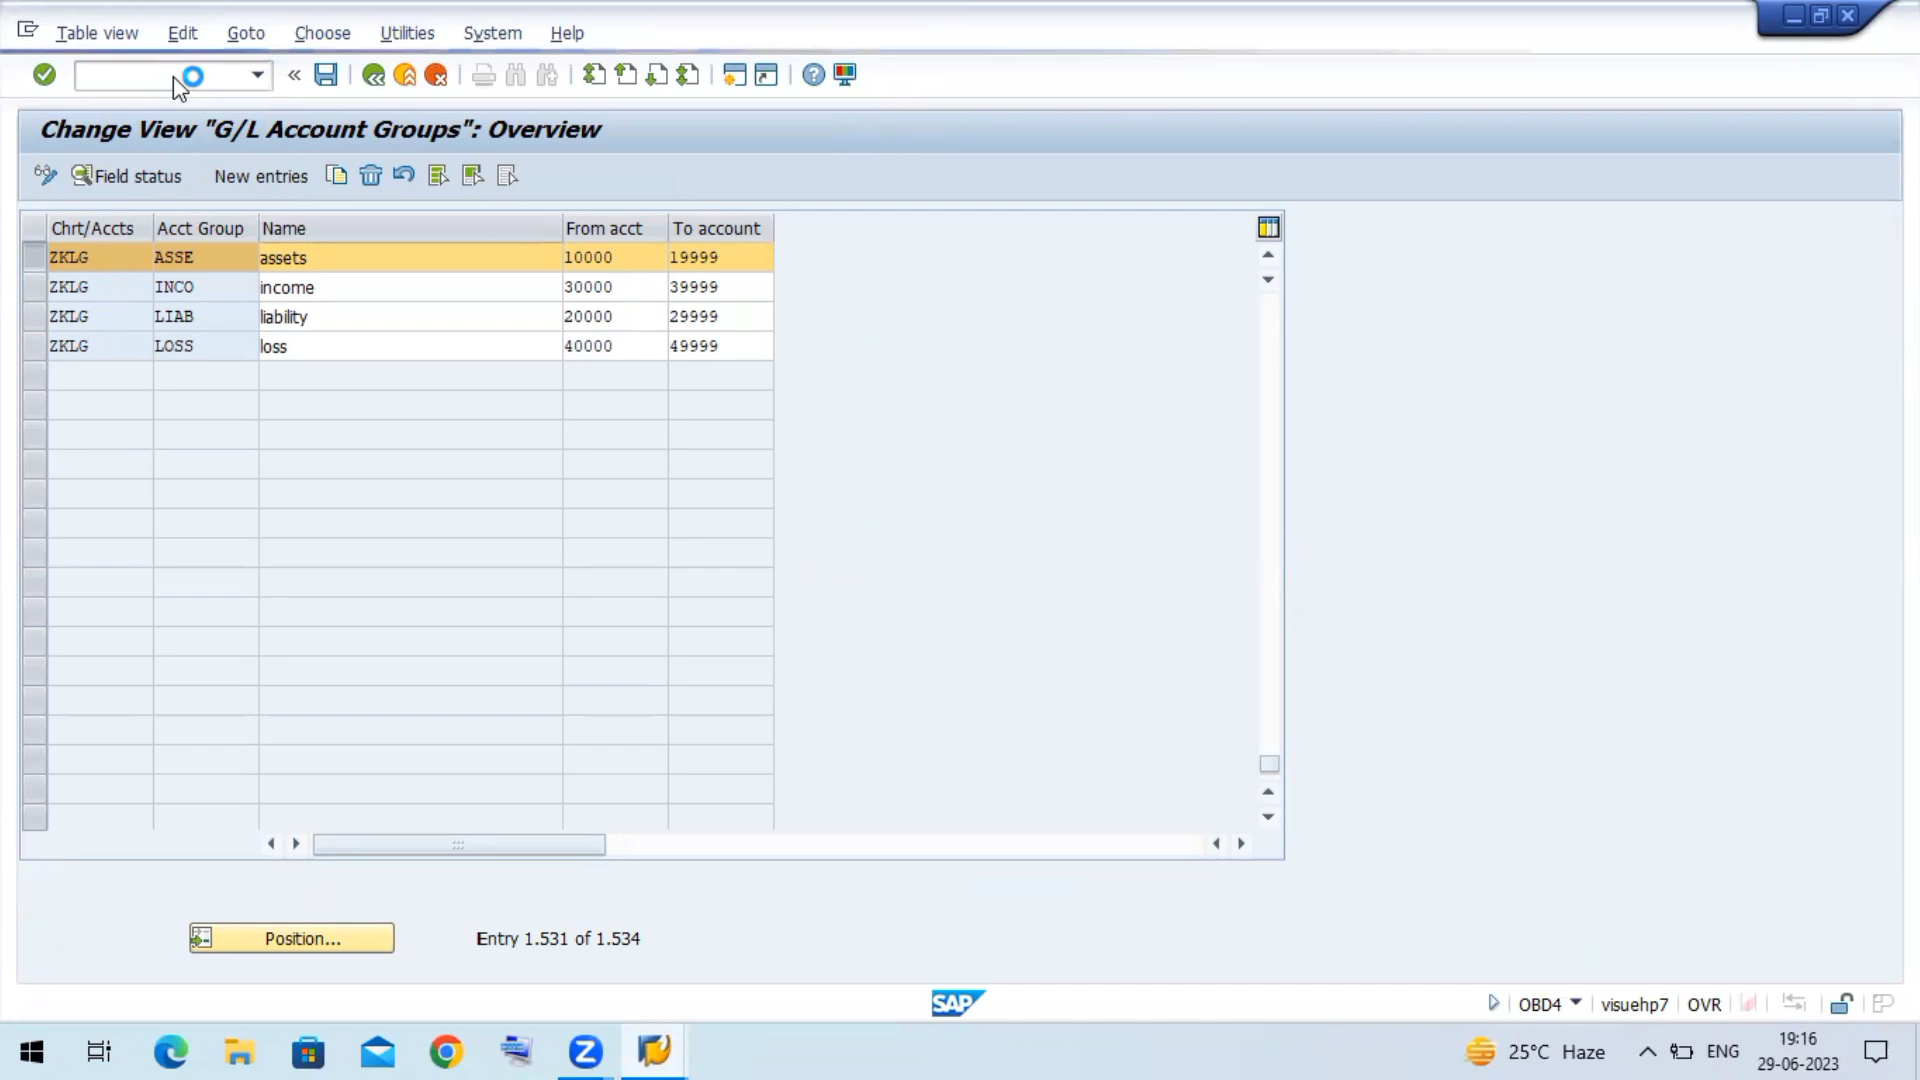 Table view Edit Goto Choose Utilities System Help
Change View "G/L Account Groups": Overview
Field status New entries
Chrt/Accts Acct Group Name From acct To account
ZKLG ASSE assets 10000 19999
ZKLG INCO income 30000 39999
ZKLG LIAB liability 20000 29999
ZKLG LOSS loss 40000 49999
Position... Entry 1.531 of 1.534
SAP
OBD4 visuehp7 OVR
25°C Haze ENG 19:16
29-06-2023